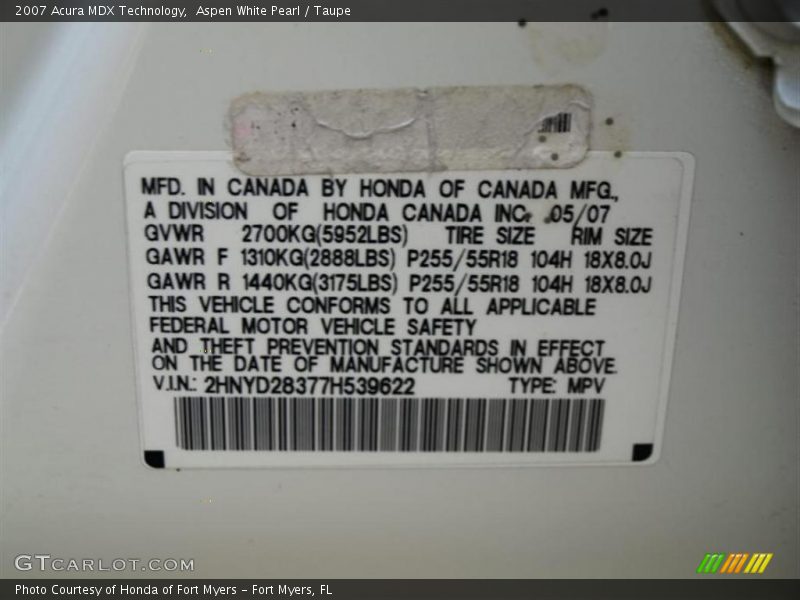 2007 Acura MDX Technology,  Aspen White Pearl / Taupe
MFD. IN CANADA BY HONDA OF CANADA MFG.,
A DIVISION OF HONDA CANADA INC. 05/07
GVWR 2700KG(5952LBS) TIRE SIZE RIM SIZE
GAWR F 1310KG(2888LBS) P255/55R18 104H 18X8.0J
GAWR R 1440KG(3175LBS) P255/55R18 104H 18X8.0J
THIS VEHICLE CONFORMS TO ALL APPLICABLE
FEDERAL MOTOR VEHICLE SAFETY
AND THEFT PREVENTION STANDARDS IN EFFECT
ON THE DATE OF MANUFACTURE SHOWN ABOVE.
V.I.N.: 2HNYD28377H539622 TYPE: MPV
GTCARLOT.COM
Photo Courtesy of Honda of Fort Myers - Fort Myers, FL